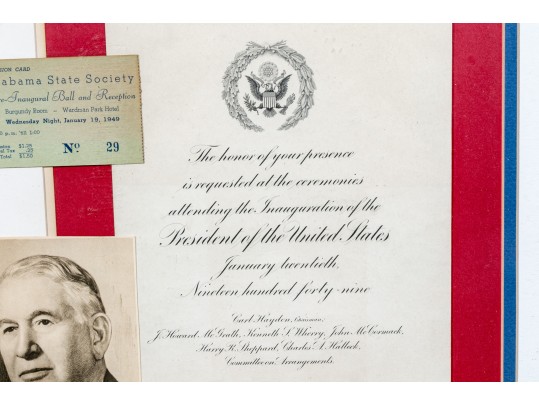 SION CARD
abama State Society
e-Inaugural Ball and Reception
Burgundy Room - Wardman Park Hotel
Wednesday Night, January 19, 1949
No 29
The honor of your presence
is requested at the ceremonies
attending the Inauguration of the
President of the United States
January twentieth,
Nineteen hundred forty-nine
Carl Hayden, Chairman,
J. Howard McGrath, Kenneth S. Wherry, John McCormack,
Harry R. Sheppard, Charles A. Halleck,
Committee on Arrangements.